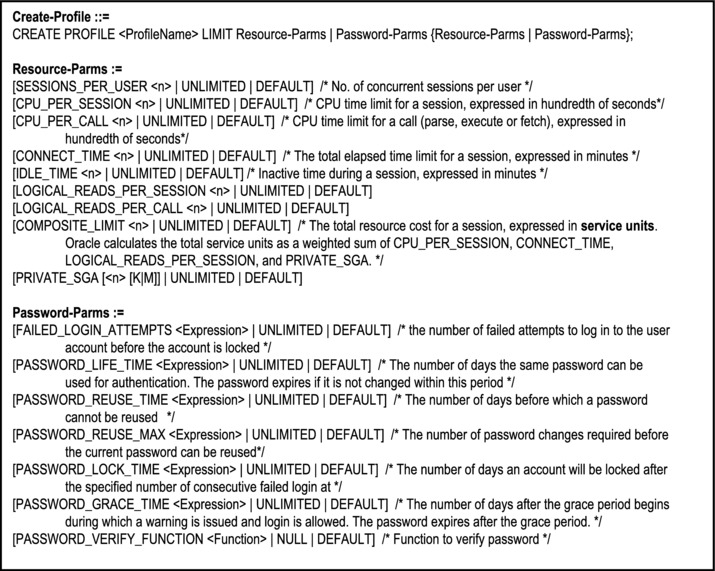 Create-Profile ::=
CREATE PROFILE <ProfileName> LIMIT Resource-Parms | Password-Parms {Resource-Parms | Password-Parms};
Resource-Parms :=
[SESSIONS_PER_USER <n> | UNLIMITED | DEFAULT] /* No. of concurrent sessions per user */
[CPU_PER_SESSION <n> | UNLIMITED | DEFAULT] /* CPU time limit for a session, expressed in hundredth of seconds*/
[CPU_PER_CALL <n> | UNLIMITED | DEFAULT] /* CPU time limit for a call (parse, execute or fetch), expressed in
hundredth of seconds*/
[CONNECT_TIME <n> | UNLIMITED | DEFAULT] /* The total elapsed time limit for a session, expressed in minutes */
[IDLE_TIME <n> | UNLIMITED | DEFAULT] /* Inactive time during a session, expressed in minutes */
[LOGICAL_READS_PER_SESSION <n> | UNLIMITED | DEFAULT]
[LOGICAL_READS_PER_CALL <n> | UNLIMITED | DEFAULT]
[COMPOSITE_LIMIT <n> | UNLIMITED | DEFAULT] /* The total resource cost for a session, expressed in service units.
Oracle calculates the total service units as a weighted sum of CPU_PER_SESSION, CONNECT_TIME,
LOGICAL_READS_PER_SESSION, and PRIVATE_SGA. */
[PRIVATE_SGA [<n> [K|M]] | UNLIMITED | DEFAULT]
Password-Parms :=
[FAILED_LOGIN_ATTEMPTS <Expression> | UNLIMITED | DEFAULT] /* the number of failed attempts to log in to the user
account before the account is locked */
[PASSWORD_LIFE_TIME <Expression> | UNLIMITED | DEFAULT] /* The number of days the same password can be
used for authentication. The password expires if it is not changed within this period */
[PASSWORD_REUSE_TIME <Expression> | UNLIMITED | DEFAULT] /* The number of days before which a password
cannot be reused */
[PASSWORD_REUSE_MAX <Expression> | UNLIMITED | DEFAULT] /* The number of password changes required before
the current password can be reused*/
[PASSWORD_LOCK_TIME <Expression> | UNLIMITED | DEFAULT] /* The number of days an account will be locked after
the specified number of consecutive failed login at */
[PASSWORD_GRACE_TIME <Expression> | UNLIMITED | DEFAULT] /* The number of days after the grace period begins
during which a warning is issued and login is allowed. The password expires after the grace period. */
[PASSWORD_VERIFY_FUNCTION <Function> | NULL | DEFAULT] /* Function to verify password */